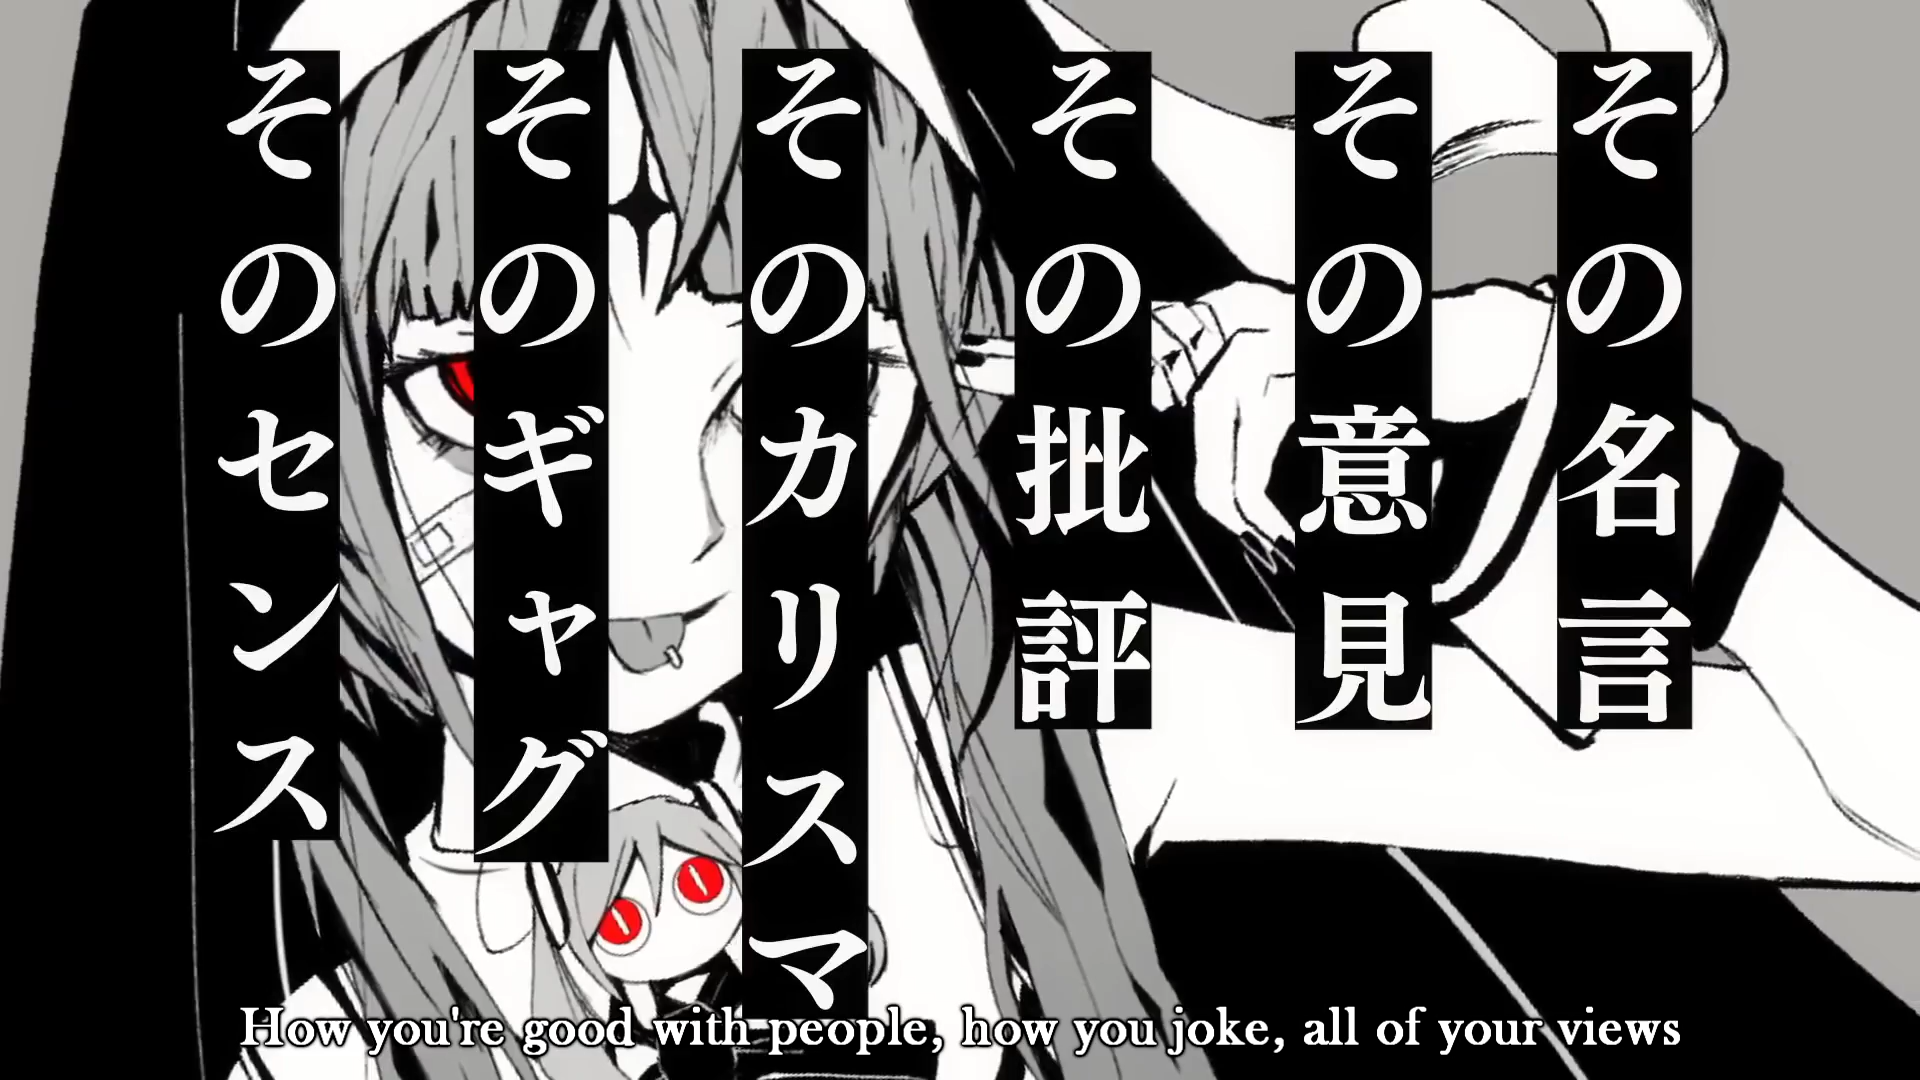 その名言
その意見
その批評
そのカリスマ
そのギャグ
そのセンス
How you're good with people, how you joke, all of your views